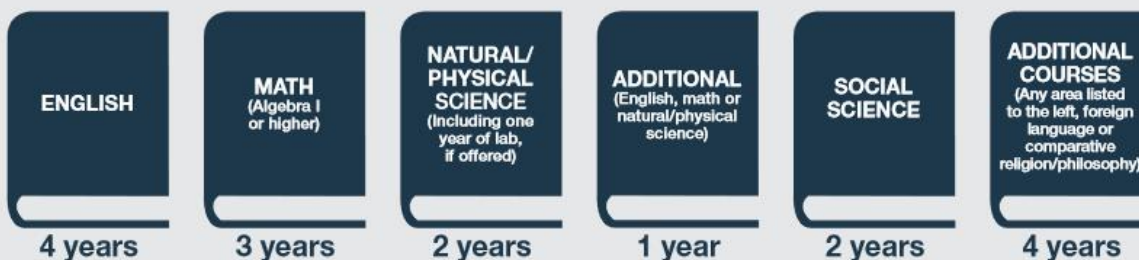 ENGLISH
4 years
MATH
(Algebra I
or higher)
3 years
NATURAL/
PHYSICAL
SCIENCE
(Including one
year of lab,
if offered)
2 years
ADDITIONAL
(English, math or
natural/physical
science)
1 year
SOCIAL
SCIENCE
2 years
ADDITIONAL
COURSES
(Any area listed
to the left, foreign
language or
comparative
religion/philosophy)
4 years